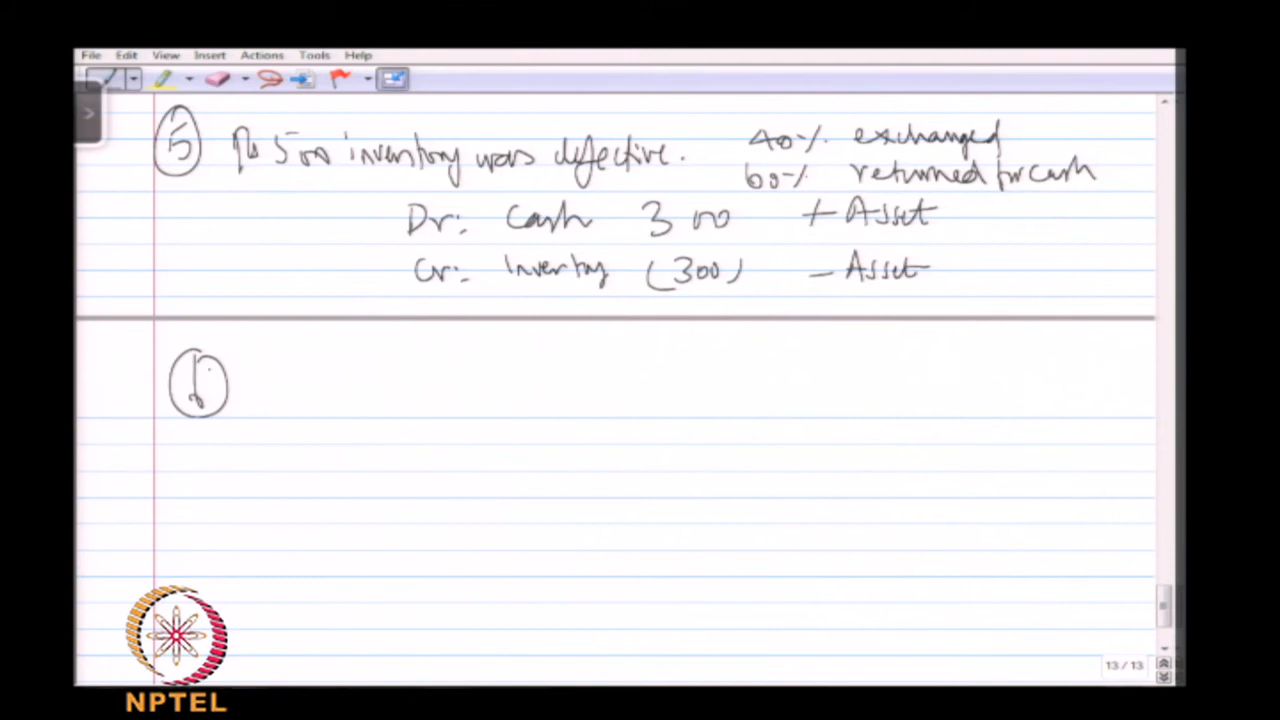 File Edit View Insert Actions Tools Help
5 Rs 500 inventory was defective. 40% exchanged
60% returned for cash
Dr: Cash 300 + Asset
Cr: Inventory (300) - Asset
6
13 / 13
NPTEL